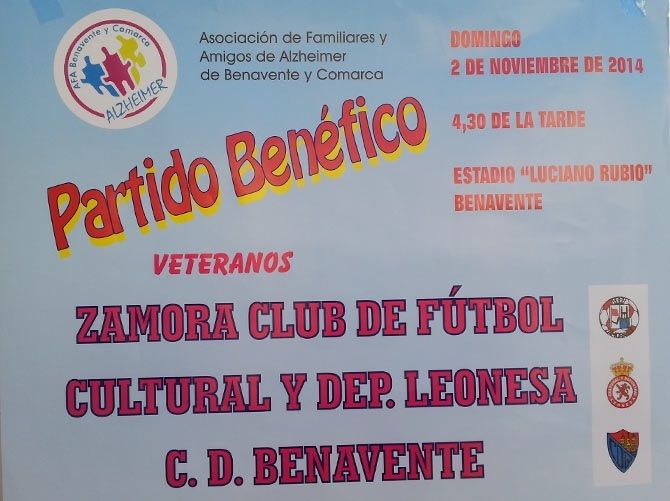 AFA Benavente y Comarca
ALZHEIMER
Asociación de Familiares y
Amigos de Alzheimer
de Benavente y Comarca
DOMINGO
2 DE NOVIEMBRE DE 2014
4,30 DE LA TARDE
ESTADIO "LUCIANO RUBIO"
BENAVENTE
Partido Benéfico
VETERANOS
ZAMORA CLUB DE FÚTBOL
CULTURAL Y DEP. LEONESA
C. D. BENAVENTE